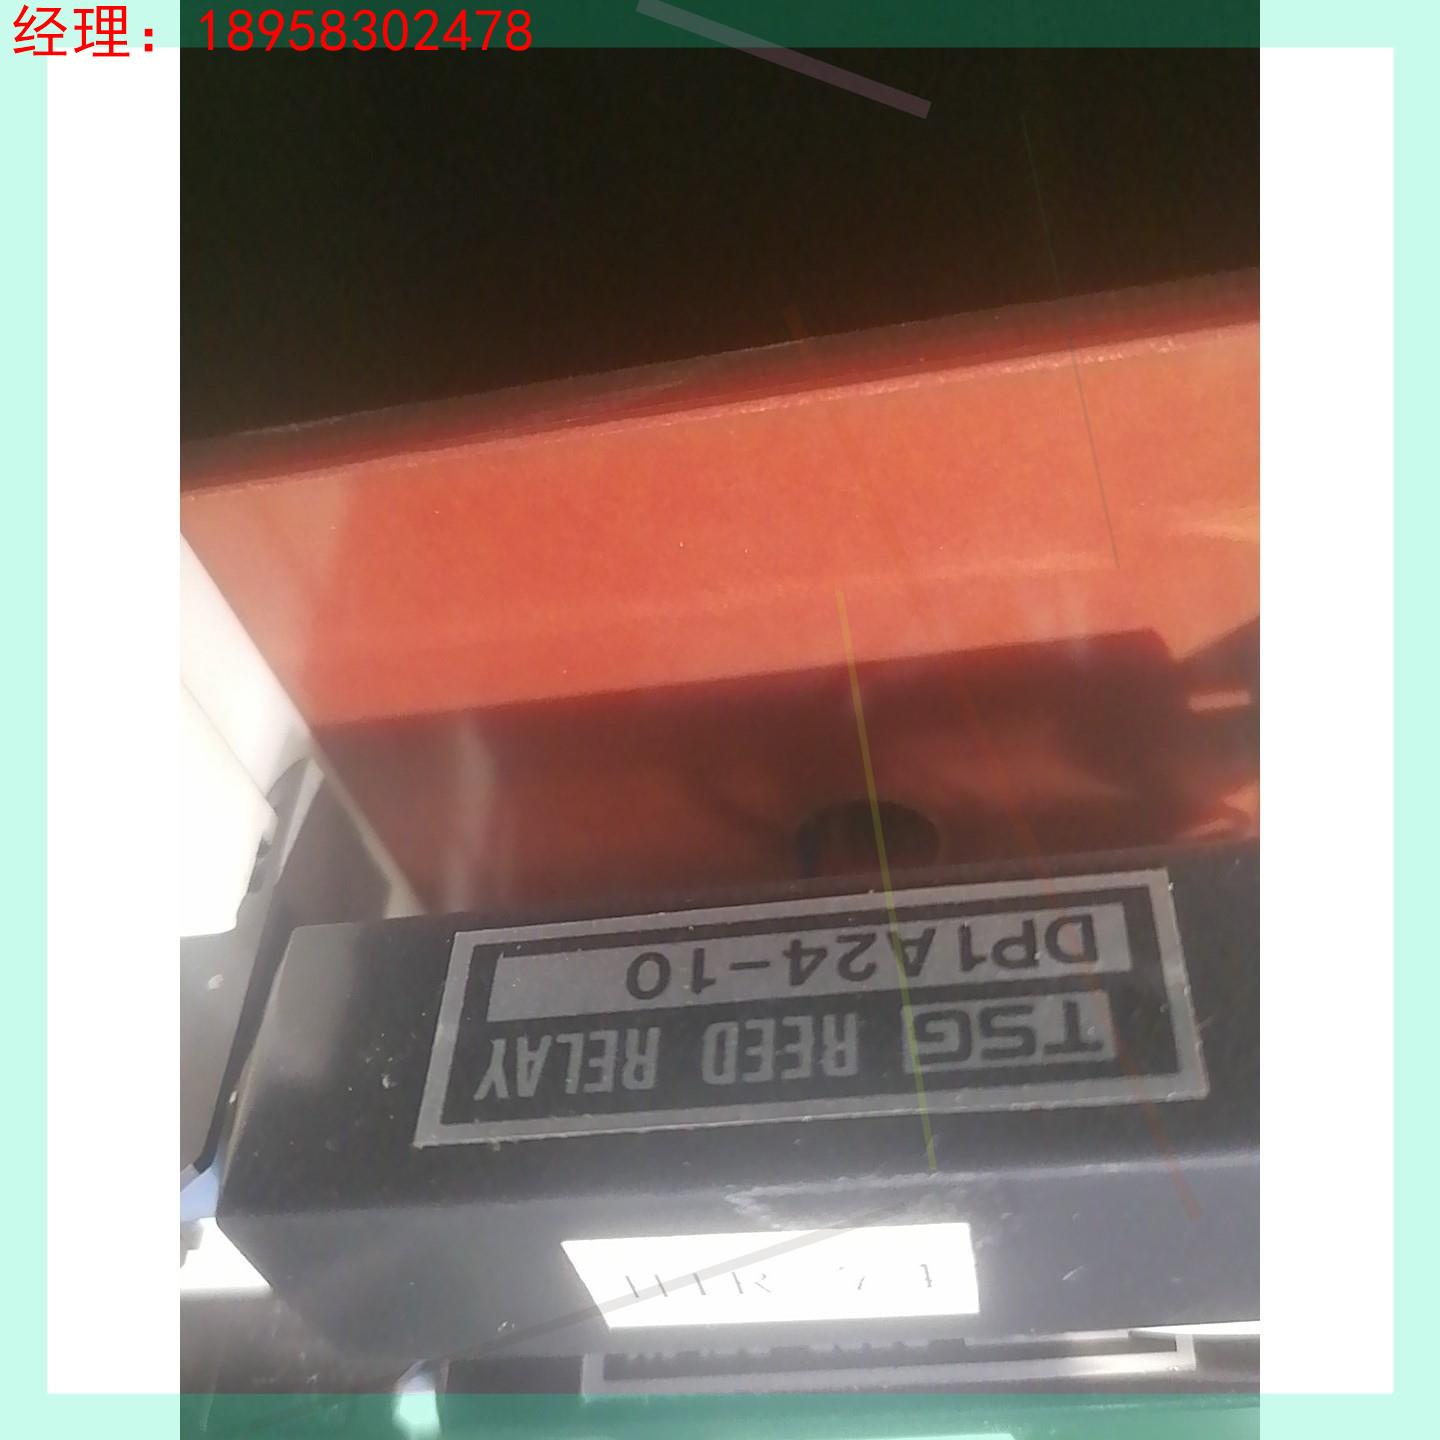 经理：18958302478
DP1A24-10
TSG REED RELAY